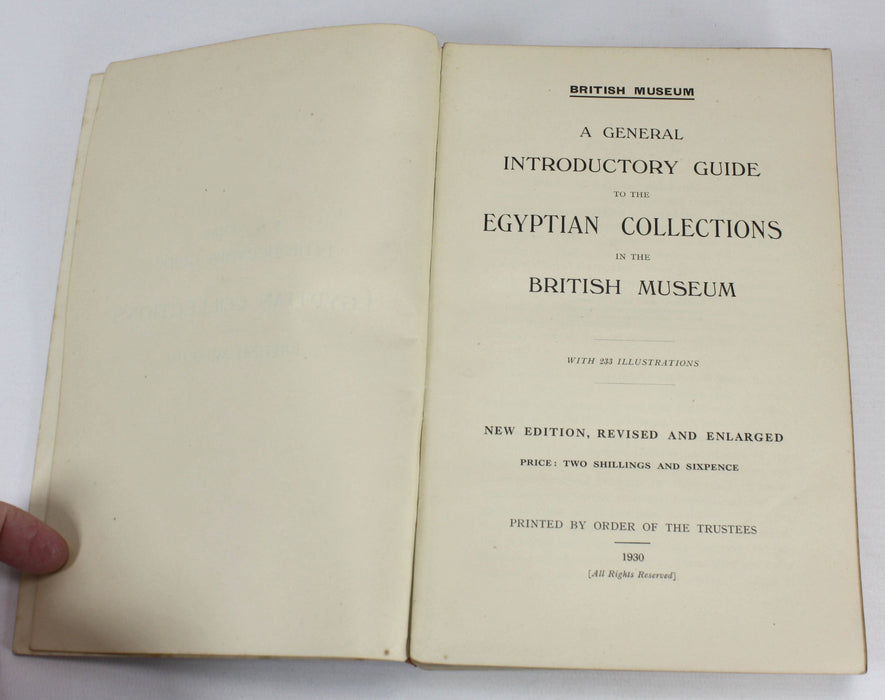 BRITISH MUSEUM
A GENERAL
INTRODUCTORY GUIDE
TO THE
EGYPTIAN COLLECTIONS
IN THE
BRITISH MUSEUM
WITH 233 ILLUSTRATIONS
NEW EDITION, REVISED AND ENLARGED
PRICE: TWO SHILLINGS AND SIXPENCE
PRINTED BY ORDER OF THE TRUSTEES
1930
[All Rights Reserved]